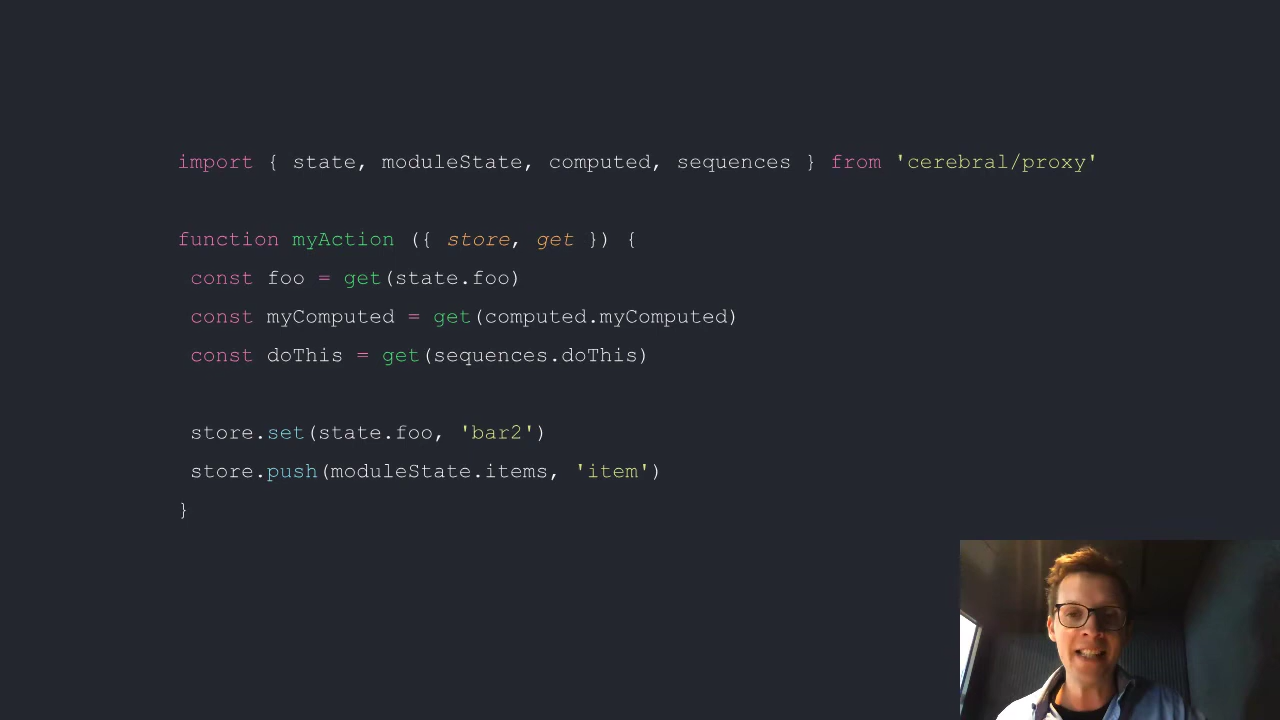 import { state, moduleState, computed, sequences } from 'cerebral/proxy'
function myAction ({ store, get }) {
const foo = get(state.foo)
const myComputed = get(computed.myComputed)
const doThis = get(sequences.doThis)
store.set(state.foo, 'bar2')
store.push(moduleState.items, 'item')
}